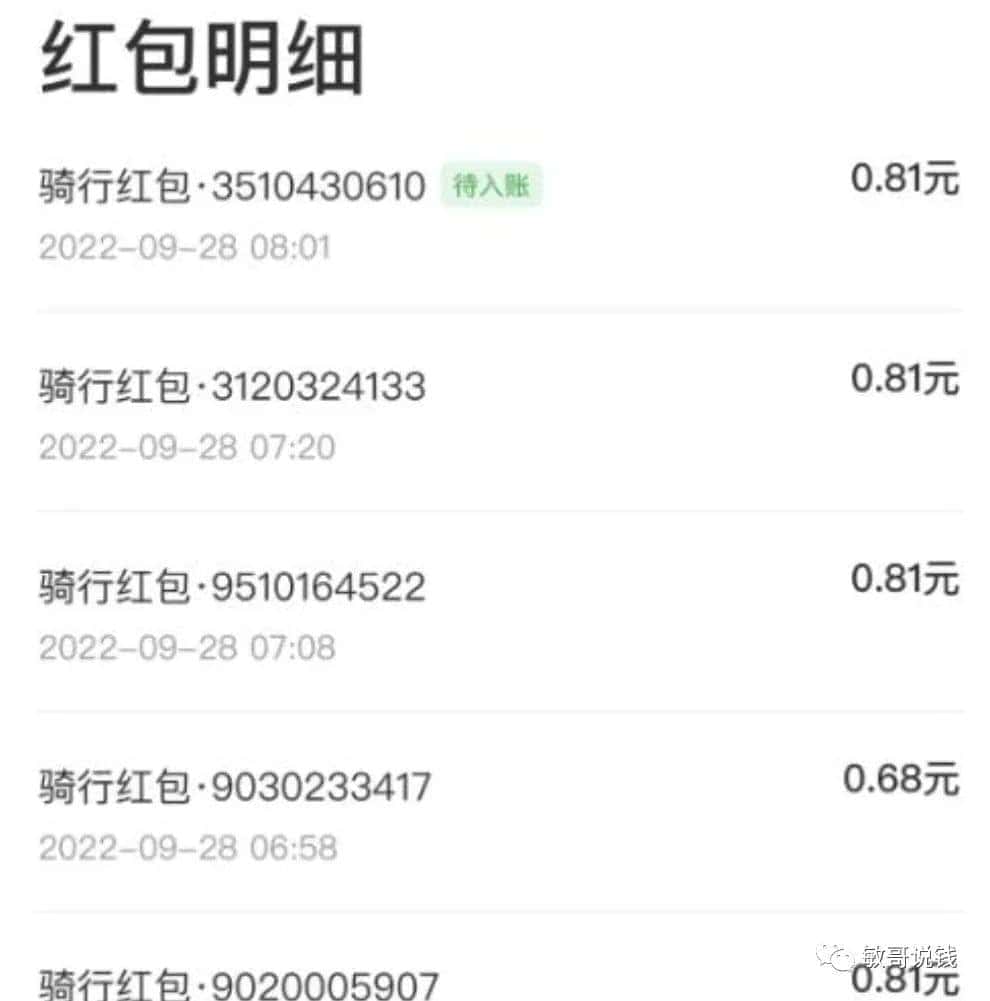 红包明细
骑行红包·3510430610 待入账 0.81元
2022-09-28 08:01
骑行红包·3120324133 0.81元
2022-09-28 07:20
骑行红包·9510164522 0.81元
2022-09-28 07:08
骑行红包·9030233417 0.68元
2022-09-28 06:58
敏哥说钱
骑行红包·9020005907 0.81元